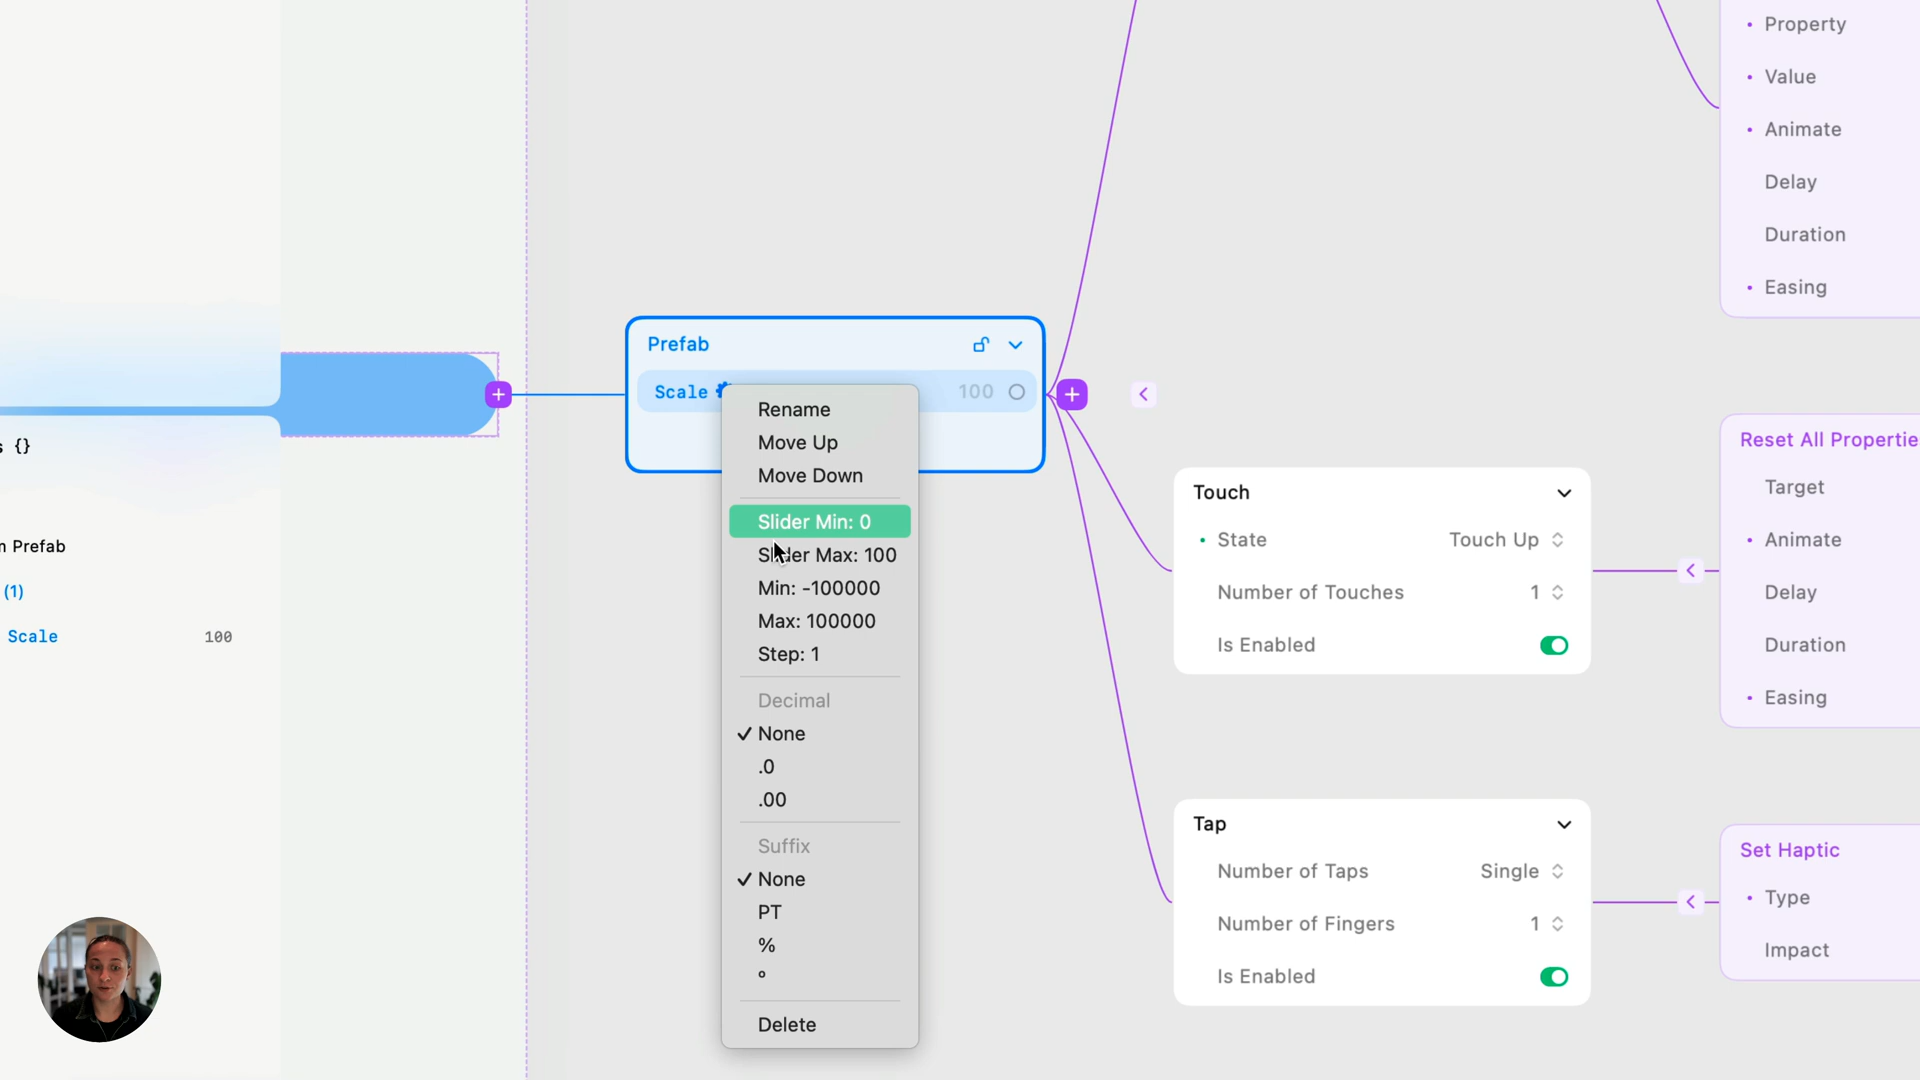 s {}
n Prefab
(1)
Scale 100
Prefab
Scale 100
Rename
Move Up
Move Down
Slider Min: 0
Slider Max: 100
Min: -100000
Max: 100000
Step: 1
Decimal
None
.0
.00
Suffix
None
PT
%
°
Delete
Touch
State Touch Up
Number of Touches 1
Is Enabled
Tap
Number of Taps Single
Number of Fingers 1
Is Enabled
Property
Value
Animate
Delay
Duration
Easing
Reset All Propertie
Target
Animate
Delay
Duration
Easing
Set Haptic
Type
Impact